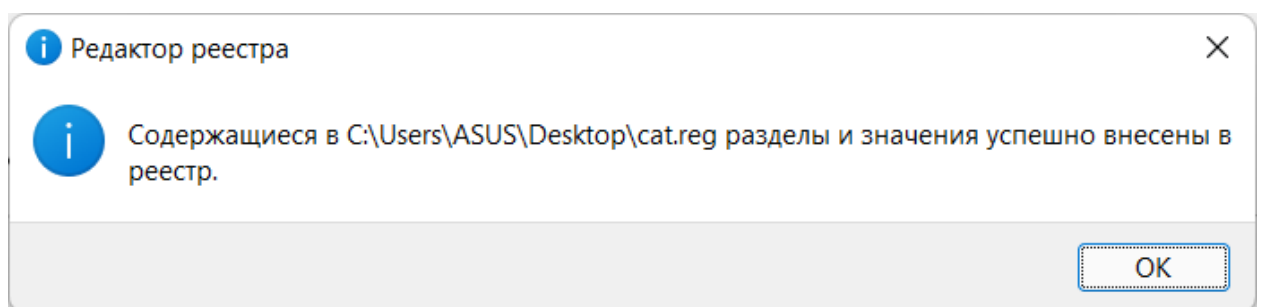 Редактор реестра
Содержащиеся в C:\Users\ASUS\Desktop\cat.reg разделы и значения успешно внесены в
реестр.
OK